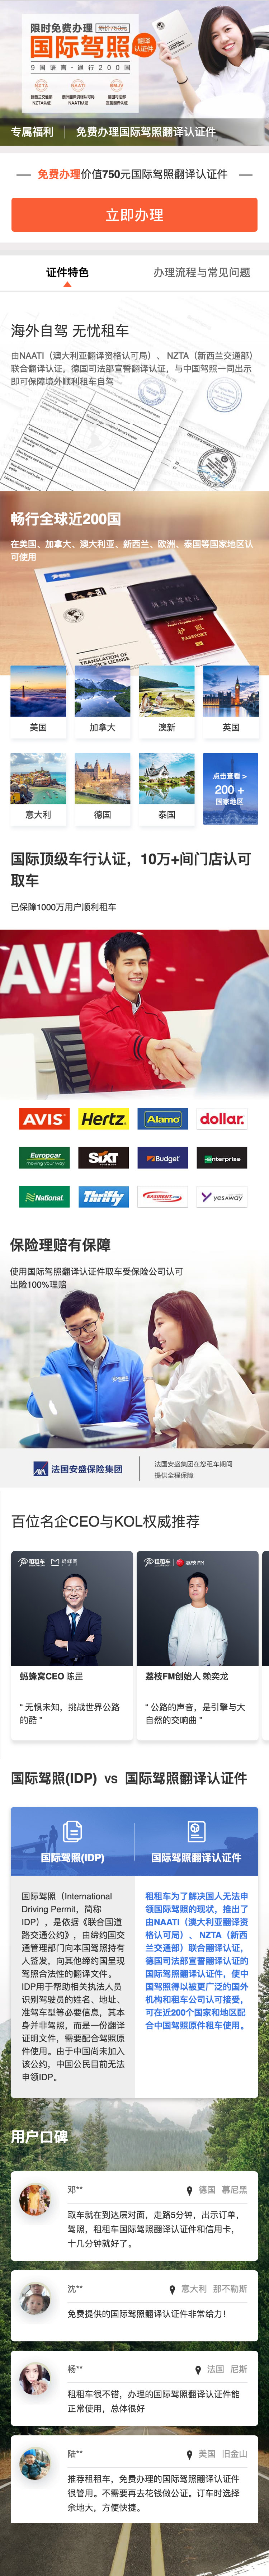 限时免费办理 原价750元
国际驾照 翻译认证件
9国语言·通行200国
NZTA
NAATI
新西兰交通部
NZTA认证
澳洲翻译资格认可局
NAATI认证
专属福利 | 免费办理国际驾照翻译认证件
免费办理价值750元国际驾照翻译认证件
立即办理
证件特色 办理流程与常见问题
海外自驾 无忧租车
由NAATI（澳大利亚翻译资格认可局）、NZTA（新西兰交通部）
联合翻译认证，德国司法部宣誓翻译认证，与中国驾照一同出示
即可保障境外顺利租车自驾
畅行全球近200国
在美国、加拿大、澳大利亚、新西兰、欧洲、泰国等国家地区认
可使用
TRANSLATION OF
DRIVER'S LICENSE
PASSPORT
美国 加拿大 澳新 英国
意大利 德国 泰国
点击查看 >
200 +
国家地区
国际顶级车行认证，10万+间门店认可
取车
已保障1000万用户顺利租车
AVIS
AVIS Hertz Alamo dollar.
Europcar
moving your way
SIXT
rent a car
Budget enterprise
National. Thrifty EASIRENT.com yesaway
保险理赔有保障
使用国际驾照翻译认证件取车受保险公司认可
出险100%理赔
AXA 法国安盛保险集团
法国安盛集团在您租车期间
提供全程保障
百位名企CEO与KOL权威推荐
租租车 蚂蜂窝
蚂蜂窝CEO 陈罡
“ 无惧未知，挑战世界公路
的酷 ”
租租车 荔枝FM
荔枝FM创始人 赖奕龙
“ 公路的声音，是引擎与大
自然的交响曲 ”
国际驾照(IDP) vs 国际驾照翻译认证件
国际驾照(IDP)
国际驾照（International
Driving Permit，简称
IDP），是依据《联合国道
路交通公约》，由缔约国交
通管理部门向本国驾照持有
人签发，向其他缔约国呈现
驾照合法性的翻译文件。
IDP用于帮助相关执法人员
识别驾驶员的姓名、地址、
准驾车型等必要信息，其本
身并非驾照，而是一份翻译
证明文件，需要配合驾照原
件使用。由于中国尚未加入
该公约，中国公民目前无法
申领IDP。
国际驾照翻译认证件
租租车为了解决国人无法申
领国际驾照的现状，推出了
由NAATI（澳大利亚翻译资
格认可局）、NZTA（新西
兰交通部）联合翻译认证，
德国司法部宣誓翻译认证的
国际驾照翻译认证件，使中
国驾照得以被更广泛的国外
机构和租车公司认可接受，
可在近200个国家和地区配
合中国驾照原件租车使用。
用户口碑
邓** 德国 慕尼黑
取车就在到达层对面，走路5分钟，出示订单，
驾照，租租车国际驾照翻译认证件和信用卡，
十几分钟就好了。
沈** 意大利 那不勒斯
免费提供的国际驾照翻译认证件非常给力！
杨** 法国 尼斯
租租车很不错，办理的国际驾照翻译认证件能
正常使用，总体很好
陆** 美国 旧金山
推荐租租车，免费办理的国际驾照翻译认证件
很管用。不需要再去花钱做公证。订车时选择
余地大，方便快捷。